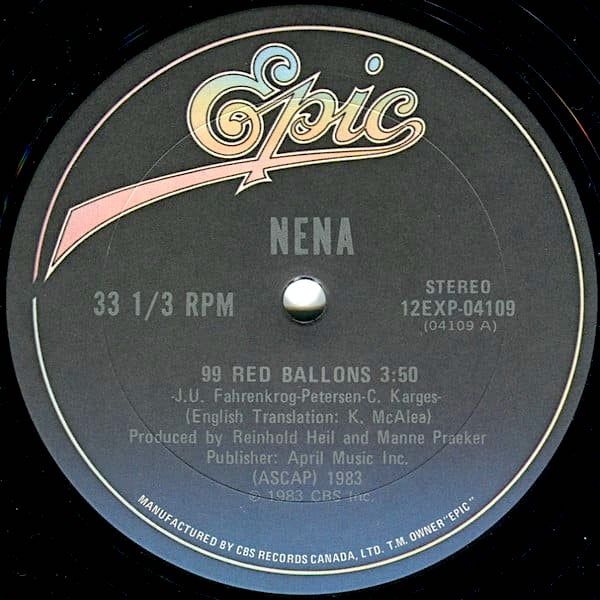 Epic
NENA
33 1/3 RPM
STEREO
12EXP-04109
(04109 A)
99 RED BALLONS 3:50
-J.U. Fahrenkrog-Petersen-C. Karges-
(English Translation: K. McAlea)
Produced by Reinhold Heil and Manne Praeker
Publisher: April Music Inc.
(ASCAP) 1983
© 1983 CBS Inc.
MANUFACTURED BY CBS RECORDS CANADA, LTD. T.M. OWNER "EPIC"